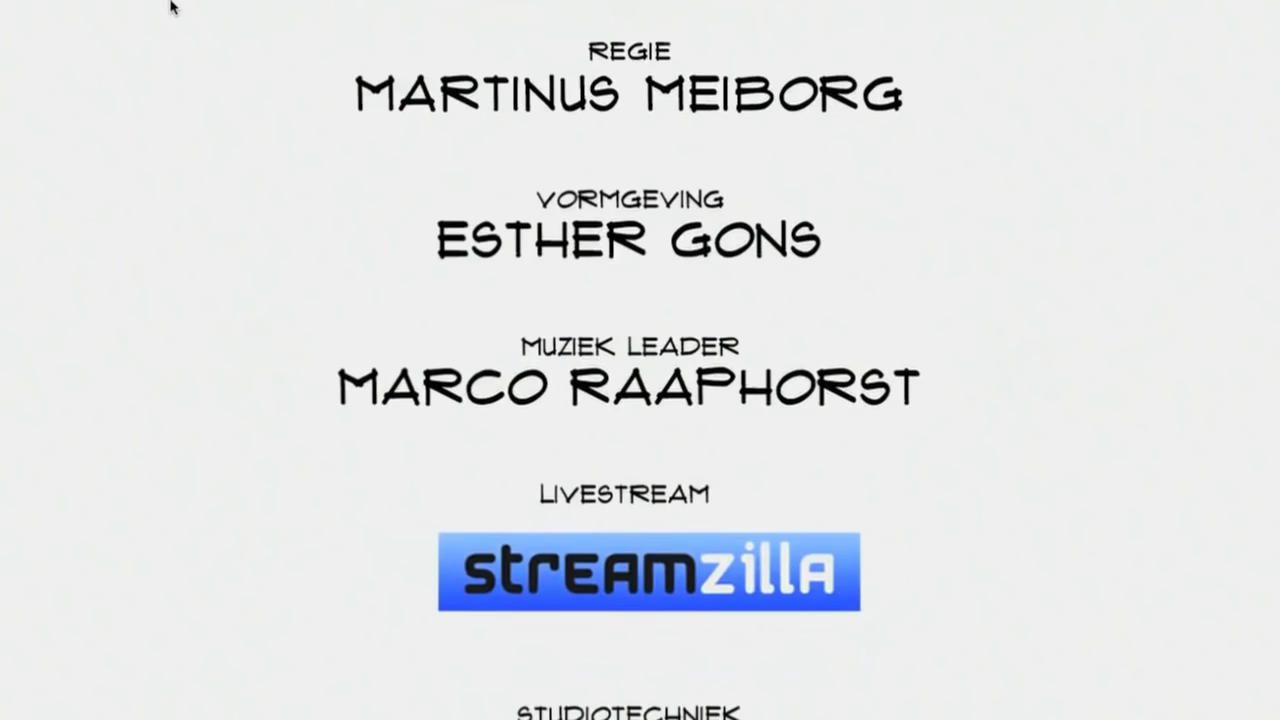 REGIE
MARTINUS MEIBORG
VORMGEVING
ESTHER GONS
MUZIEK LEADER
MARCO RAAPHORST
LIVESTREAM
streamzilla
STUDIOTECHNIEK